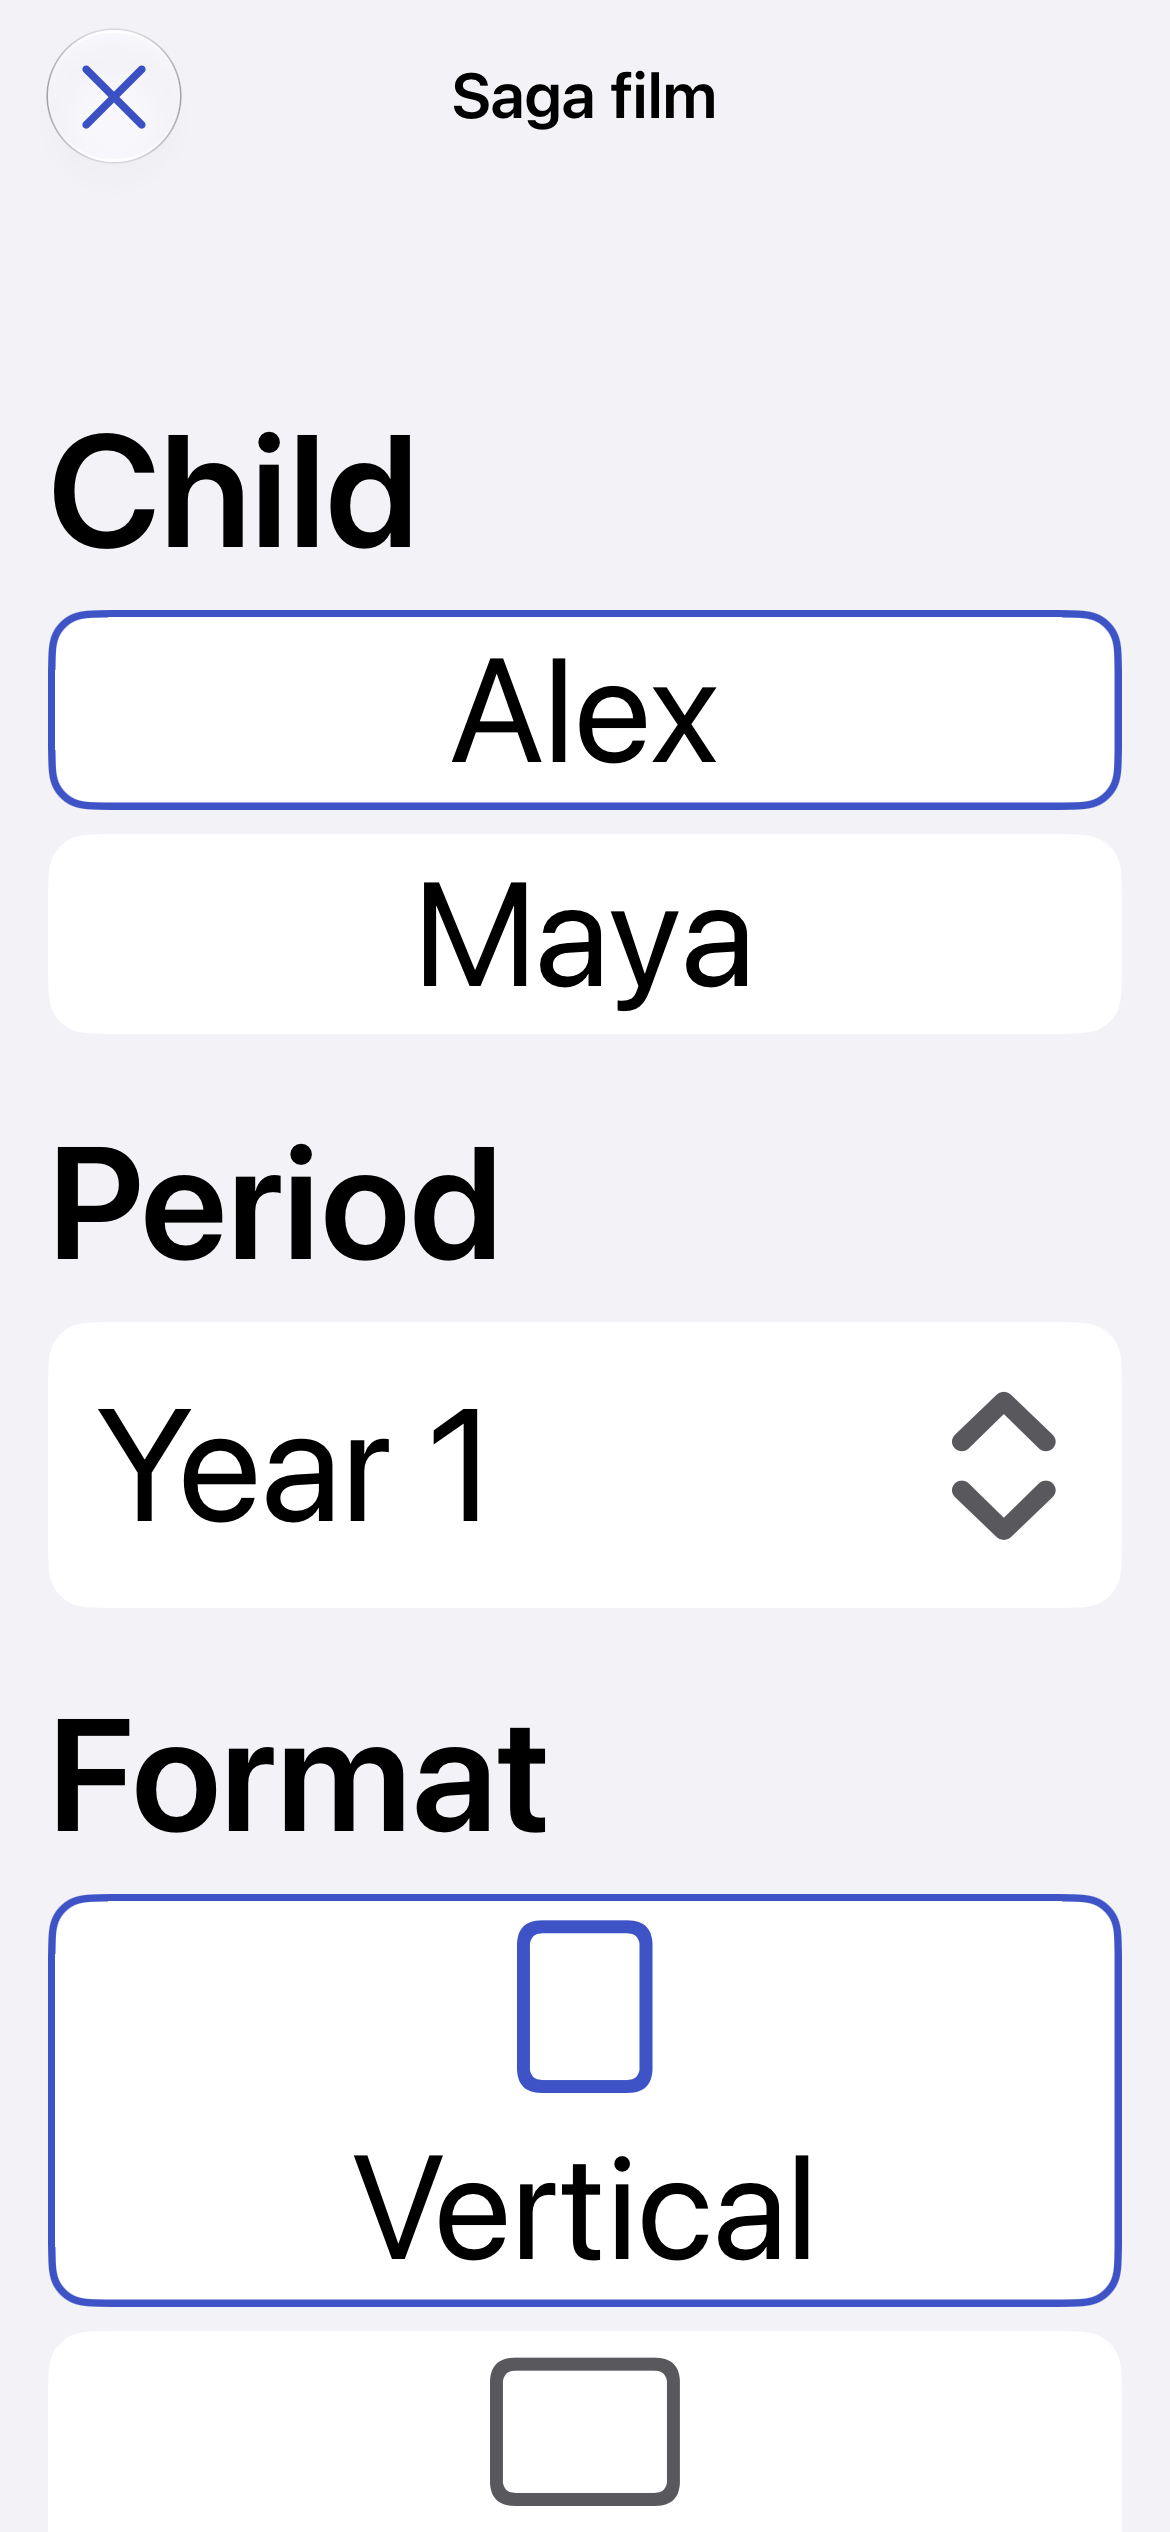 Saga film
Child
Alex
Maya
Period
Year 1
Format
Vertical